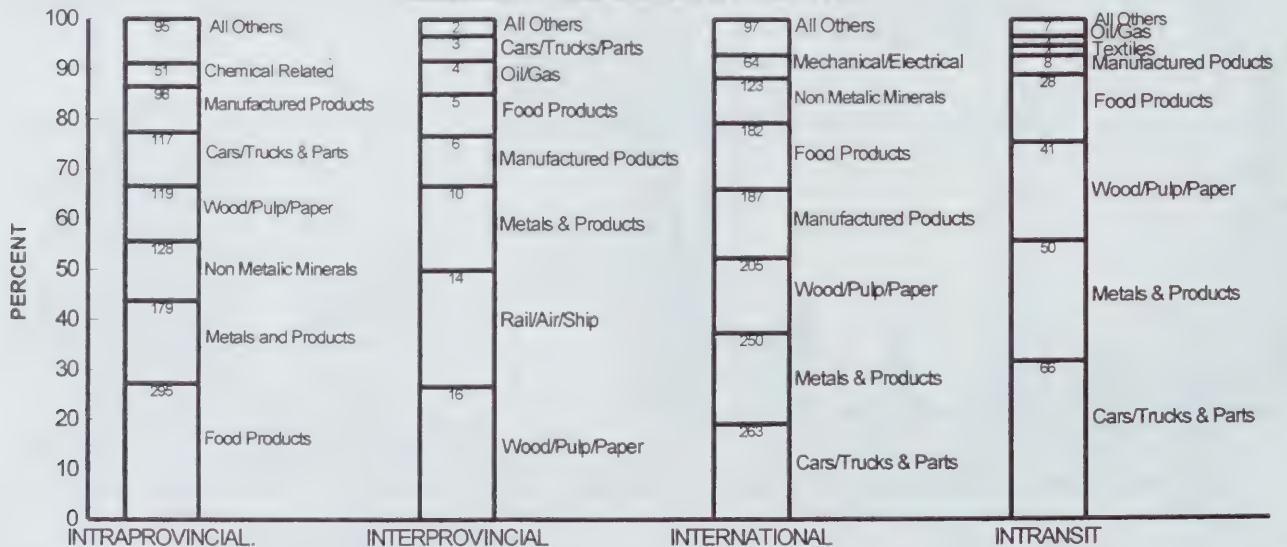 PERCENT
100
90
80
70
60
50
40
30
20
10
0
95 All Others
51 Chemical Related
98 Manufactured Products
117 Cars/Trucks & Parts
119 Wood/Pulp/Paper
128 Non Metalic Minerals
179 Metals and Products
295 Food Products
INTRAPROVINCIAL.
2 All Others
3 Cars/Trucks/Parts
4 Oil/Gas
5 Food Products
6 Manufactured Poducts
10 Metals & Products
14 Rail/Air/Ship
16 Wood/Pulp/Paper
INTERPROVINCIAL
97 All Others
64 Mechanical/Electrical
123 Non Metalic Minerals
182 Food Products
187 Manufactured Poducts
205 Wood/Pulp/Paper
250 Metals & Products
263 Cars/Trucks & Parts
INTERNATIONAL
7 All Others
Oil/Gas
Textiles
8 Manufactured Poducts
28 Food Products
41 Wood/Pulp/Paper
50 Metals & Products
66 Cars/Trucks & Parts
INTRANSIT